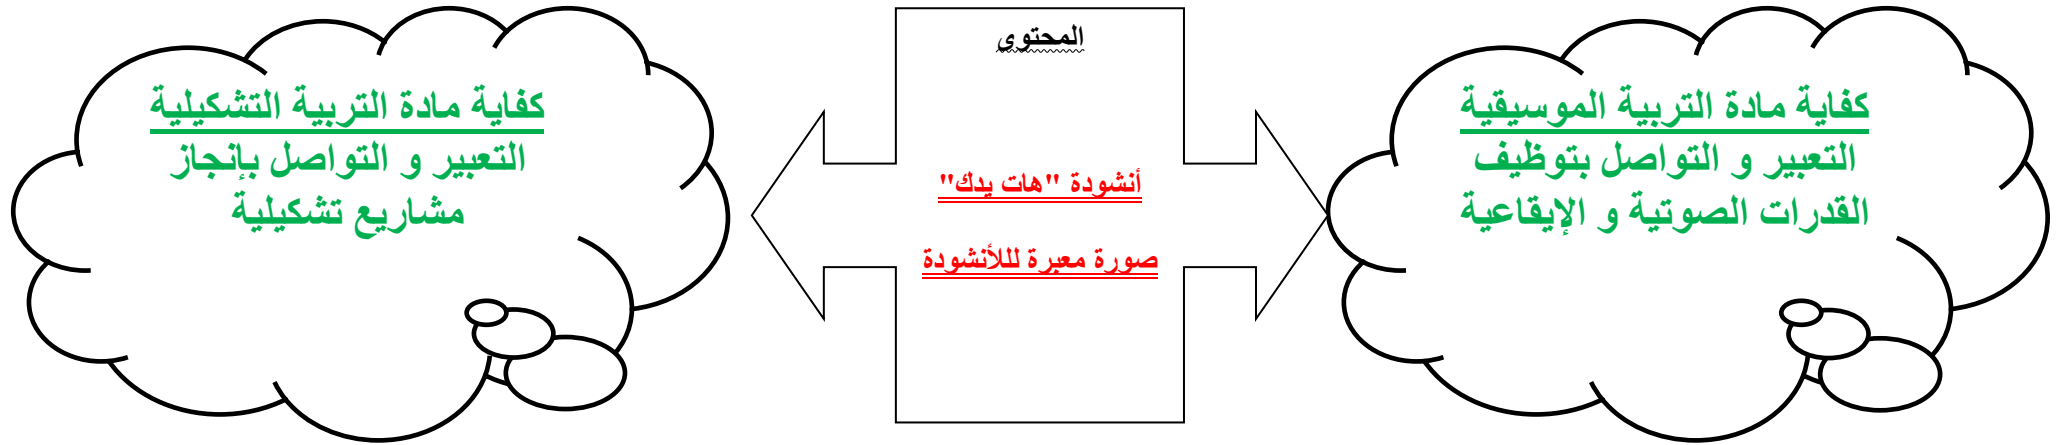 كفاية مادة التربية الموسيقية
التعبير و التواصل بتوظيف
القدرات الصوتية و الإيقاعية
المحتوى
أنشودة "هات يدك"
صورة معبرة لللأنشودة
كفاية مادة التربية التشكيلية
التعبير و التواصل بإنجاز
مشاريع تشكيلية